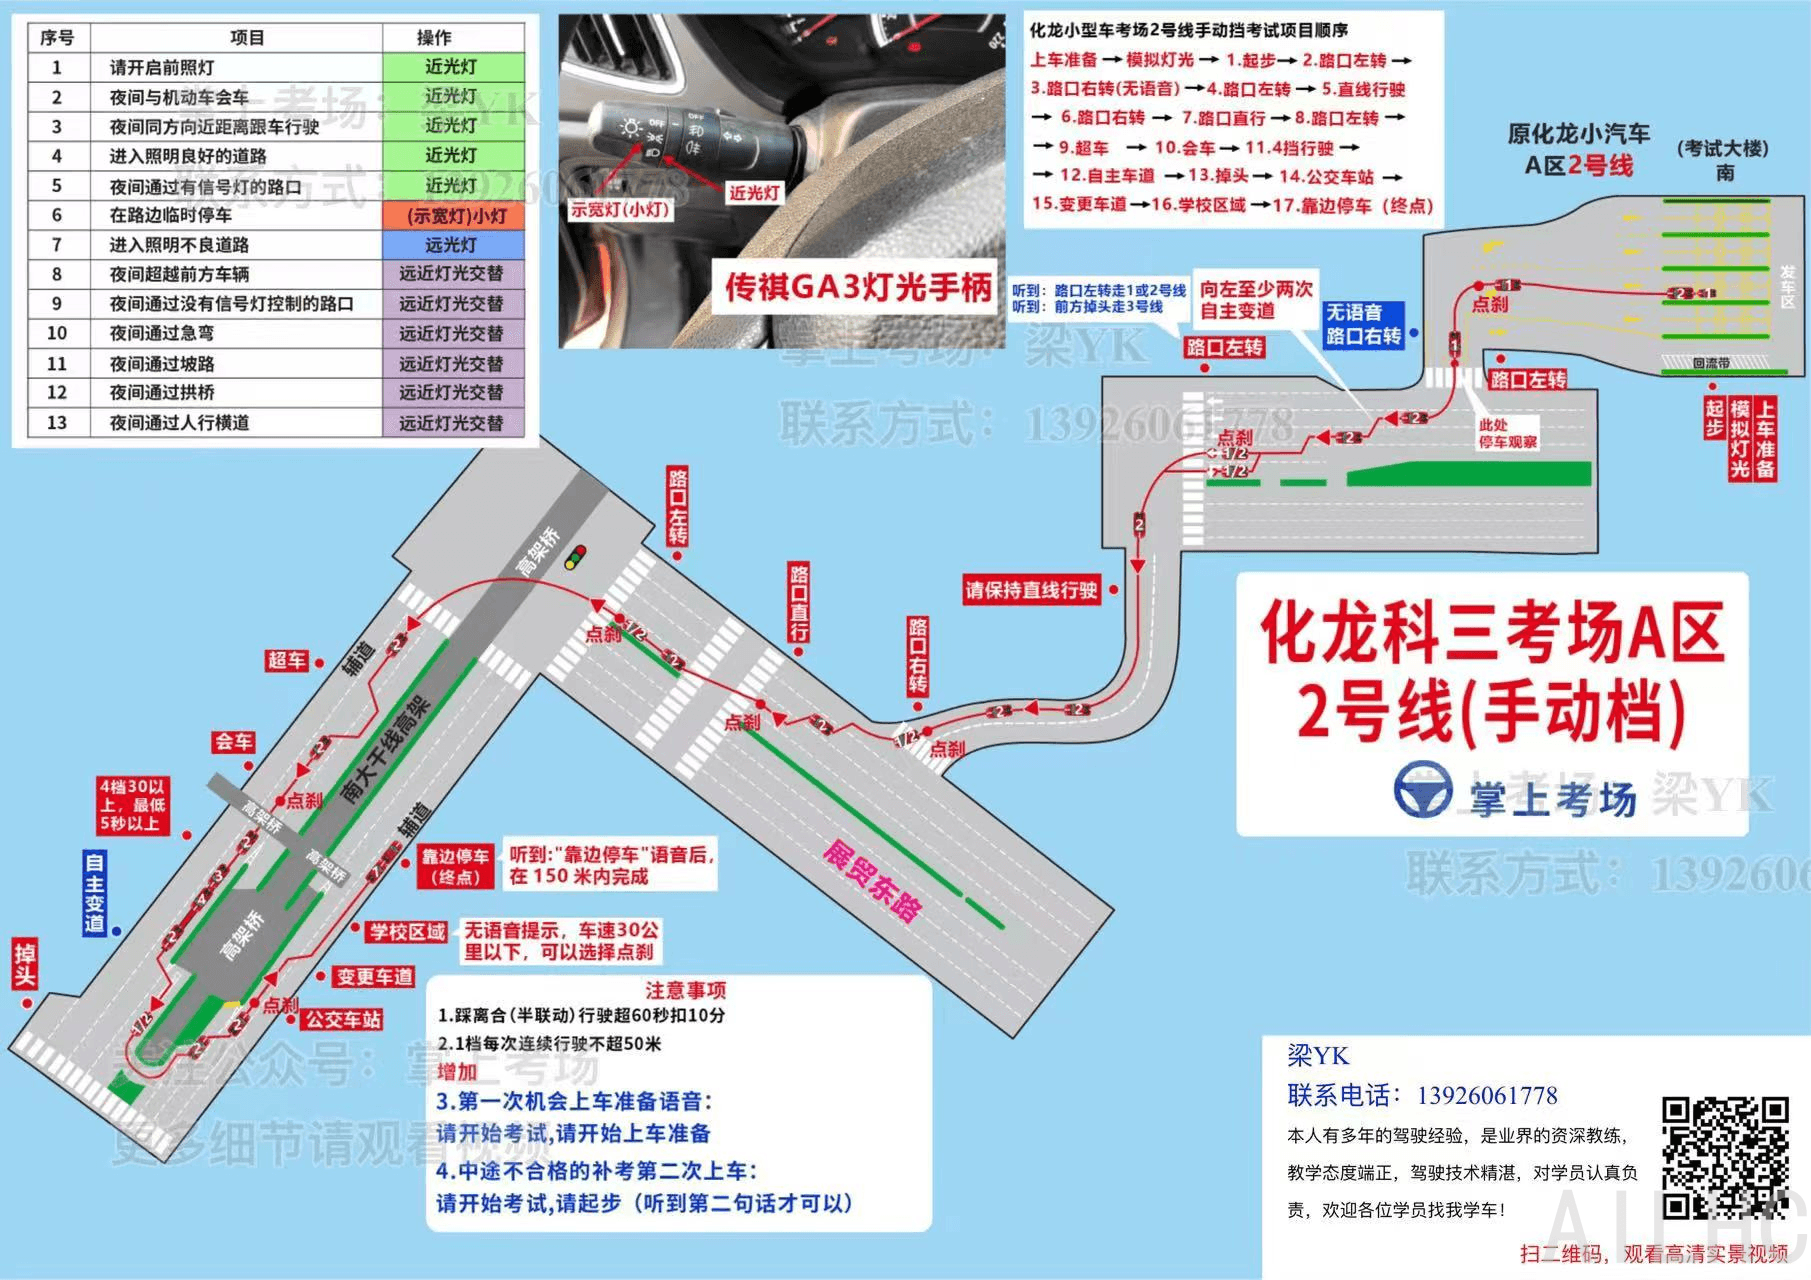 序号 项目 操作
1 请开启前照灯 近光灯
2 夜间与机动车会车 近光灯
3 夜间同方向近距离跟车行驶 近光灯
4 进入照明良好的道路 近光灯
5 夜间通过有信号灯的路口 近光灯
6 在路边临时停车 (示宽灯)小灯
7 进入照明不良道路 远光灯
8 夜间超越前方车辆 远近灯光交替
9 夜间通过没有信号灯控制的路口 远近灯光交替
10 夜间通过急弯 远近灯光交替
11 夜间通过坡路 远近灯光交替
12 夜间通过拱桥 远近灯光交替
13 夜间通过人行横道 远近灯光交替
OFF
OFF
示宽灯(小灯)
近光灯
传祺GA3灯光手柄
220
化龙小型车考场2号线手动挡考试项目顺序
上车准备→模拟灯光→1.起步→2.路口左转→
3.路口右转(无语音)→4.路口左转→5.直线行驶
→6.路口右转→7.路口直行→8.路口左转→
→9.超车→10.会车→11.4挡行驶→
→12.自主车道→13.掉头→14.公交车站→
15.变更车道→16.学校区域→17.靠边停车（终点）
原化龙小汽车
A区2号线
(考试大楼)
南
发车区
回流带
上车准备
模拟灯光
起步
点刹
路口左转
此处
停车观察
无语音
路口右转
向左至少两次
自主变道
听到：路口左转走1或2号线
听到：前方掉头走3号线
路口左转
点刹
请保持直线行驶
路口右转
点刹
路口直行
点刹
路口左转
点刹
高架桥
辅道
超车
南大干线高架
会车
点刹
高架桥
高架桥
4档30以
上，最低
5秒以上
自主变道
高架桥
掉头
辅道
靠边停车
(终点)
听到:"靠边停车"语音后，
在150米内完成
学校区域
无语音提示，车速30公
里以下，可以选择点刹
变更车道
点刹
公交车站
展贸东路
化龙科三考场A区
2号线(手动档)
掌上考场
注意事项
1.踩离合(半联动)行驶超60秒扣10分
2.1档每次连续行驶不超50米
增加
3.第一次机会上车准备语音：
请开始考试,请开始上车准备
4.中途不合格的补考第二次上车：
请开始考试,请起步（听到第二句话才可以）
梁YK
联系电话：13926061778
本人有多年的驾驶经验，是业界的资深教练，
教学态度端正，驾驶技术精湛，对学员认真负
责，欢迎各位学员找我学车！
扫二维码，观看高清实景视频
掌上考场：梁YK
联系方式：13926061778
掌上考场：梁YK
联系方式：13926061778
掌上考场：梁YK
联系方式：139260
关注公众号：掌上考场
更多细节请观看视频